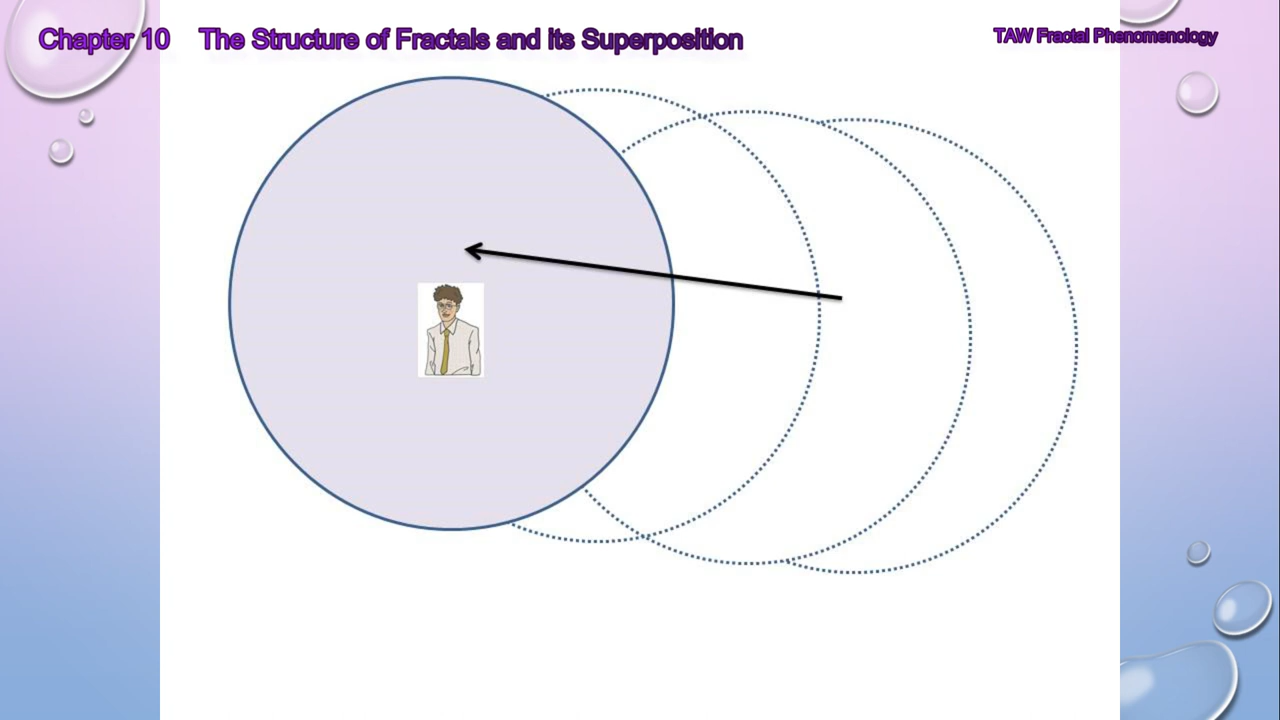 Chapter 10 The Structure of Fractals and its Superposition
TAW Fractal Phenomenology